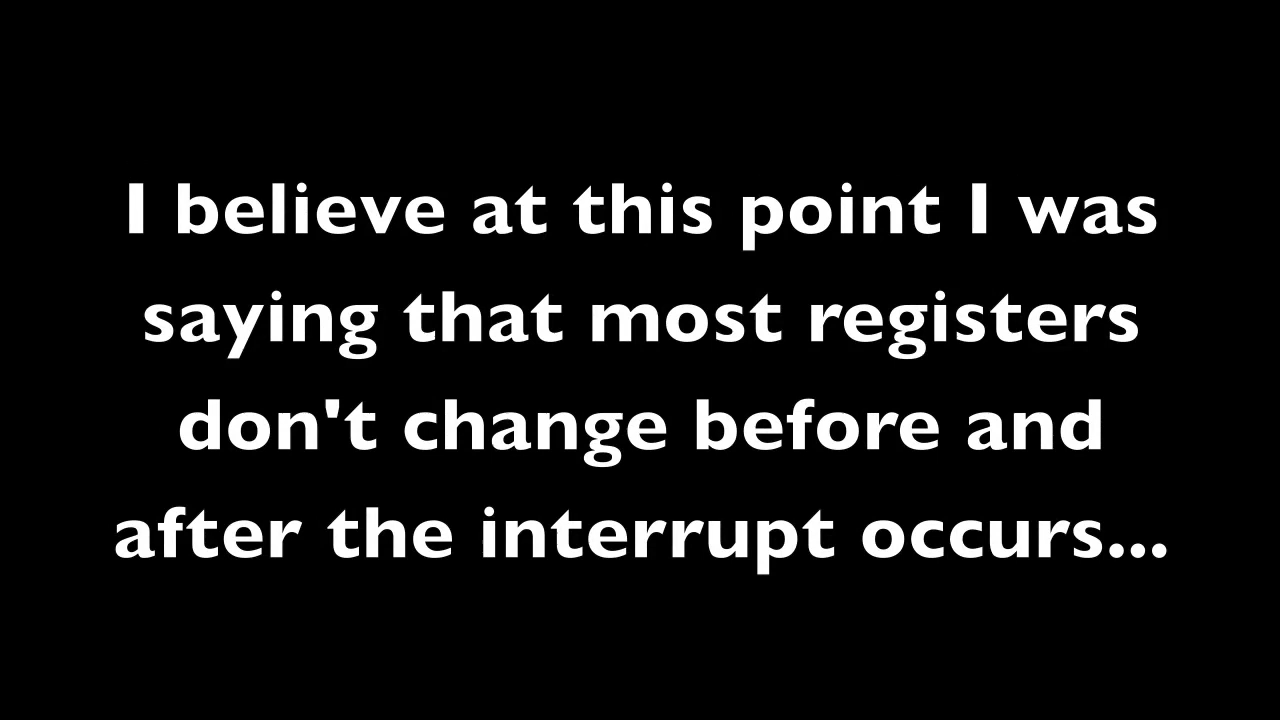 I believe at this point I was
saying that most registers
don't change before and
after the interrupt occurs...